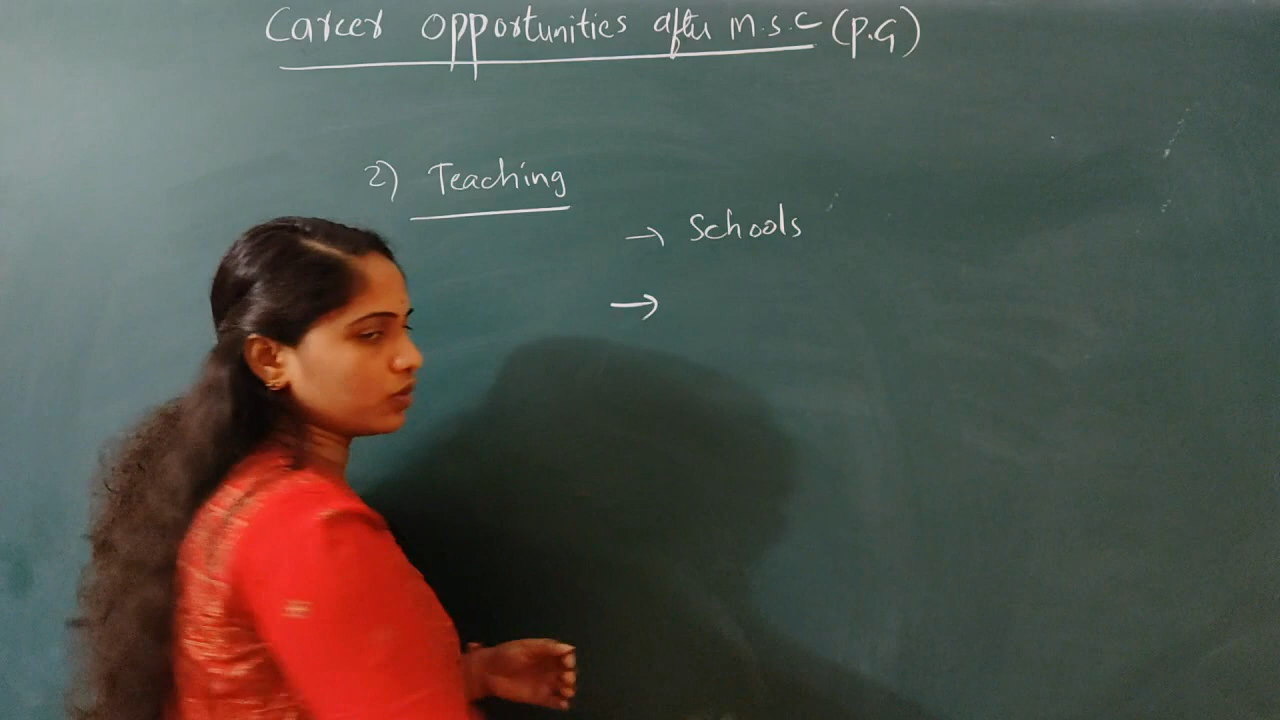 Career opportunities after M.S.C (P.G)
2) Teaching
→ Schools
→